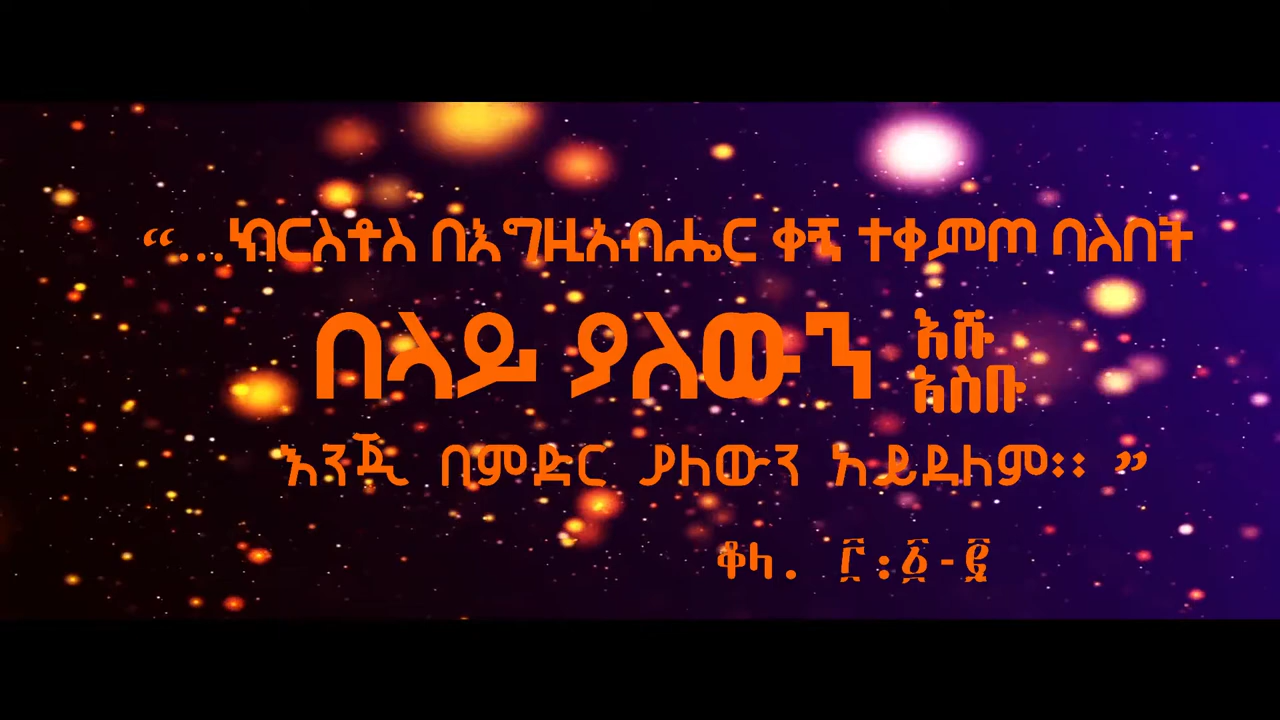 “...ክርስቶስ በእግዚአብሔር ቀኝ ተቀምጦ ባለበት
በላይ ያለውን እሹ
አስቡ
እንጂ በምድር ያለውን አይደለም፡፡ ”
ቆላ. ፫:፩-፪